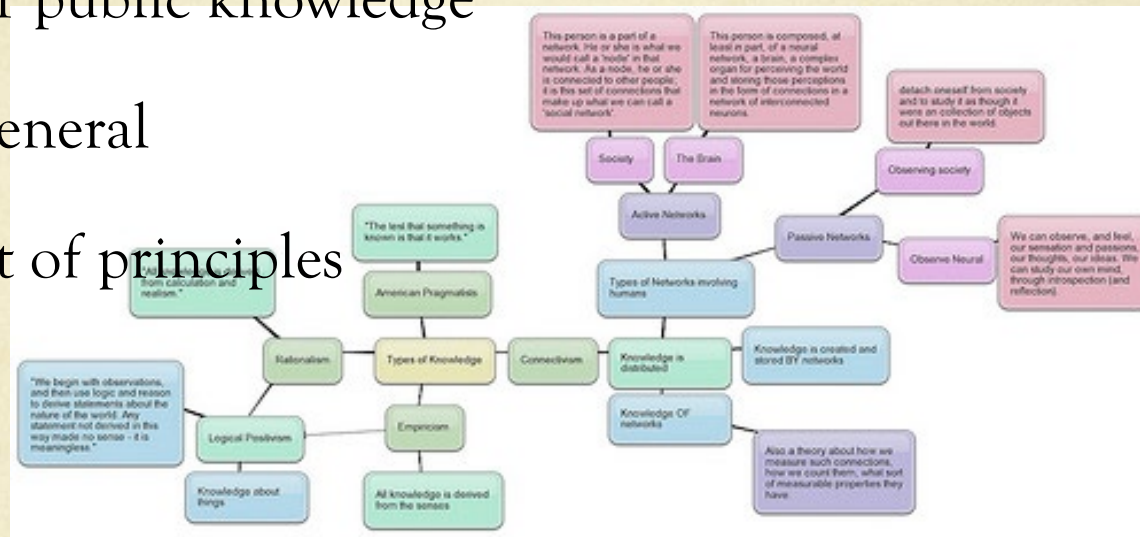 r public knowledge
eneral
t of principles
This person is a part of a
network. He or she is what we
would call a 'node' in that
network. As a node, he or she
is connected to other people;
it is this set of connections that
make up what we can call a
'social network'.
This person is composed, at
least in part, of a neural
network, a brain, a complex
organ for perceiving the world
and storing those perceptions
in the form of connections in a
network of interconnected
neurons.
detach oneself from society
and to study it as though it
were an collection of objects
out there in the world.
Society
The Brain
Observing society
Active Networks
Passive Networks
Observe Neural
We can observe, and feel,
our sensation and passions,
our thoughts, our ideas. We
can study our own mind,
through introspection (and
reflection).
"The test that something is
known is that it works."
"All knowledge is
from calculation and
realism."
American Pragmatists
Types of Networks involving
humans
Rationalism
Types of Knowledge
Connectivism
Knowledge is
distributed
Knowledge is created and
stored BY networks
"We begin with observations,
and then use logic and reason
to derive statements about the
nature of the world. Any
statement not derived in this
way made no sense - it is
meaningless."
Logical Positivism
Empiricism
Knowledge OF
networks
Knowledge about
things
All knowledge is derived
from the senses
Also a theory about how we
measure such connections,
how we count them, what sort
of measurable properties they
have